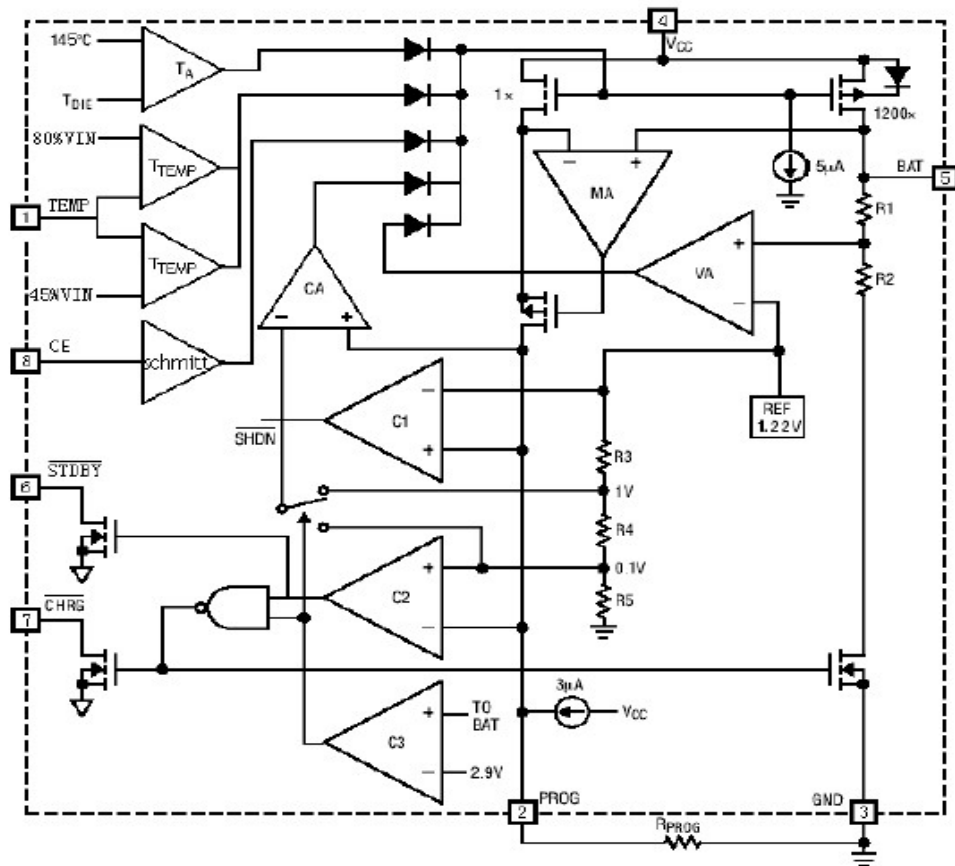 4
VCC
145°C
TA
TDIE
1×
1200×
80%VIN
TTEMP
5μA
BAT
5
MA
R1
1
TEMP
TTEMP
VA
R2
45%VIN
CA
8
CE
schmitt
REF
1.22V
C1
SHDN
R3
1V
6
STDBY
R4
0.1V
C2
R5
7
CHRG
3μA
VCC
TO
BAT
C3
2.9V
2
PROG
GND
3
RPROG